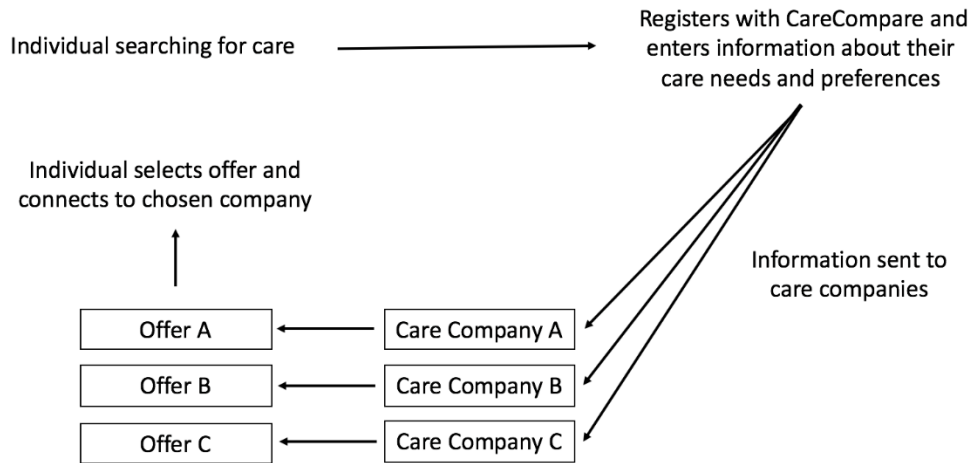 Individual searching for care
Registers with CareCompare and
enters information about their
care needs and preferences
Information sent to
care companies
Care Company A
Care Company B
Care Company C
Offer A
Offer B
Offer C
Individual selects offer and
connects to chosen company